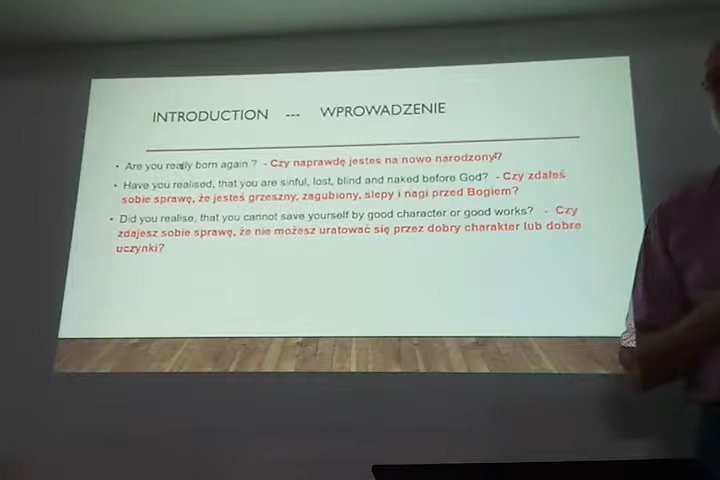 INTRODUCTION --- WPROWADZENIE
• Are you really born again ? - Czy naprawdę jestes na nowo narodzony?
• Have you realised, that you are sinful, lost, blind and naked before God? - Czy zdałeś
sobie sprawę, że jesteś grzeszny, zagubiony, slepy i nagi przed Bogiem?
• Did you realise, that you cannot save yourself by good character or good works? - Czy
zdajesz sobie sprawę, że nie możesz uratować się przez dobry charakter lub dobre
uczynki?